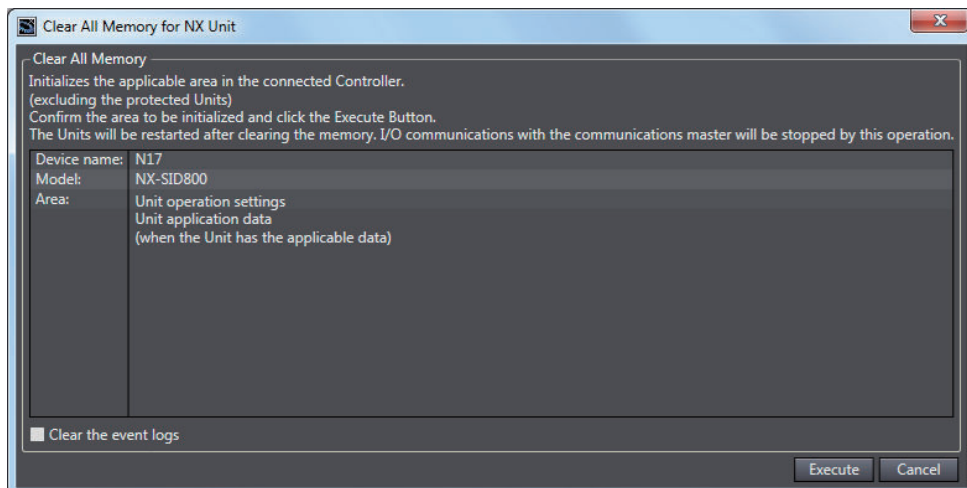 Clear All Memory for NX Unit
Clear All Memory
Initializes the applicable area in the connected Controller.
(excluding the protected Units)
Confirm the area to be initialized and click the Execute Button.
The Units will be restarted after clearing the memory. I/O communications with the communications master will be stopped by this operation.
Device name: N17
Model: NX-SID800
Area: Unit operation settings
Unit application data
(when the Unit has the applicable data)
Clear the event logs
Execute Cancel